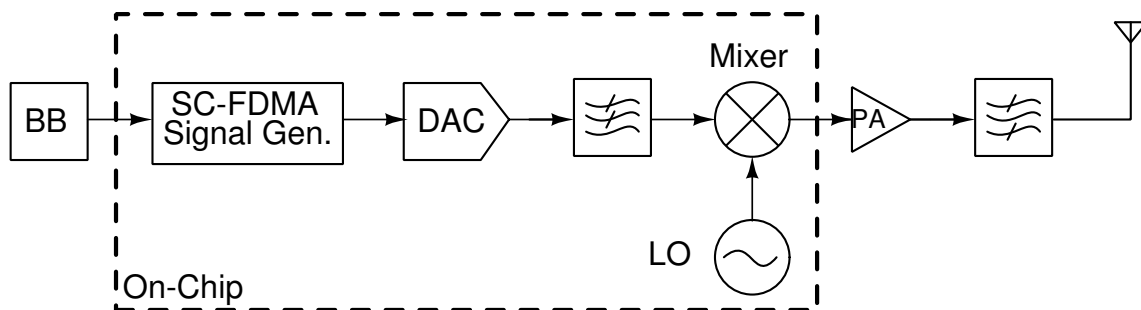 Mixer
BB
SC-FDMA
Signal Gen.
DAC
PA
LO
On-Chip